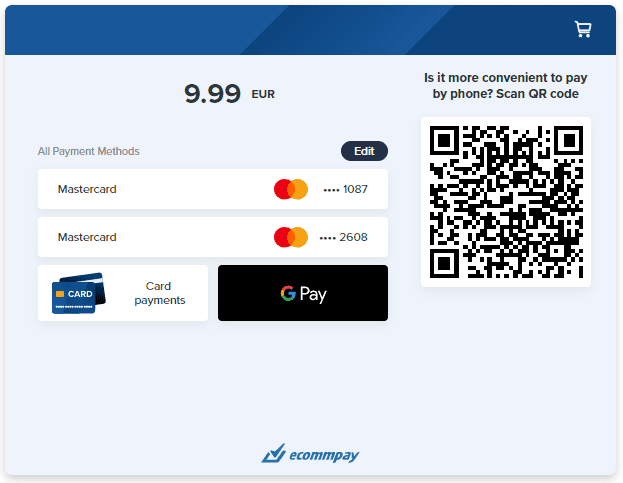 9.99 EUR
Is it more convenient to pay
by phone? Scan QR code
All Payment Methods
Edit
Mastercard
•••• 1087
Mastercard
•••• 2608
CARD
Card
payments
G Pay
ecommpay